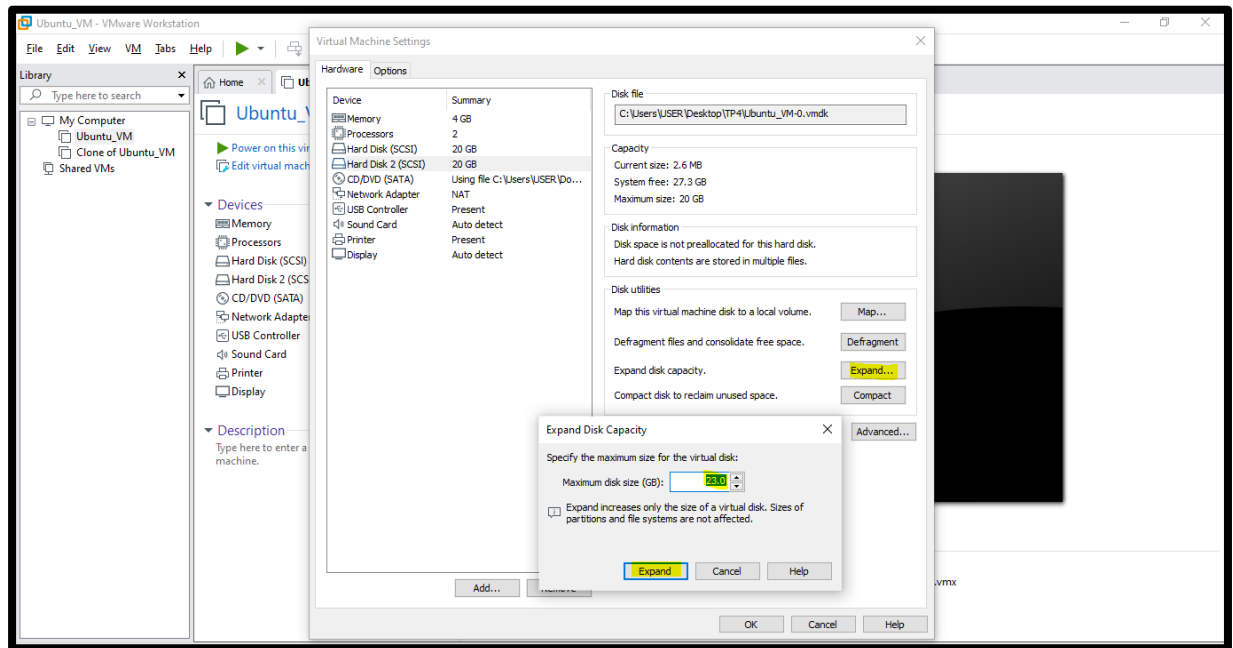 Ubuntu_VM - VMware Workstation
File Edit View VM Tabs Help
Library
Type here to search
My Computer
Ubuntu_VM
Clone of Ubuntu_VM
Shared VMs
Home
Ubuntu_
Power on this
Edit virtual mach
Devices
Memory
Processors
Hard Disk (SCSI)
Hard Disk 2 (SCS
CD/DVD (SATA)
Network Adapte
USB Controller
Sound Card
Printer
Display
Description
Type here to enter a
machine.
Virtual Machine Settings
Hardware Options
Device Summary
Memory 4 GB
Processors 2
Hard Disk (SCSI) 20 GB
Hard Disk 2 (SCSI) 20 GB
CD/DVD (SATA) Using file C:\Users\USER\Do...
Network Adapter NAT
USB Controller Present
Sound Card Auto detect
Printer Present
Display Auto detect
Add...
Disk file
C:\Users\USER\Desktop\TP4\Ubuntu_VM-0.vmdk
Capacity
Current size: 2.6 MB
System free: 27.3 GB
Maximum size: 20 GB
Disk information
Disk space is not preallocated for this hard disk.
Hard disk contents are stored in multiple files.
Disk utilities
Map this virtual machine disk to a local volume. Map...
Defragment files and consolidate free space. Defragment
Expand disk capacity. Expand...
Compact disk to reclaim unused space. Compact
Advanced...
Expand Disk Capacity
Specify the maximum size for the virtual disk:
Maximum disk size (GB): 23.0
Expand increases only the size of a virtual disk. Sizes of
partitions and file systems are not affected.
Expand Cancel Help
OK Cancel Help
.vmx